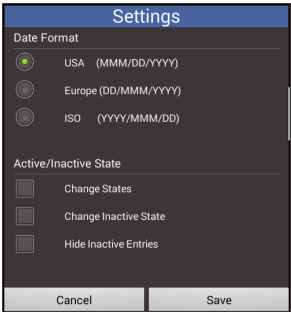 Settings
Date Format
USA (MMM/DD/YYYY)
Europe (DD/MMM/YYYY)
ISO (YYYY/MMM/DD)
Active/Inactive State
Change States
Change Inactive State
Hide Inactive Entries
Cancel Save